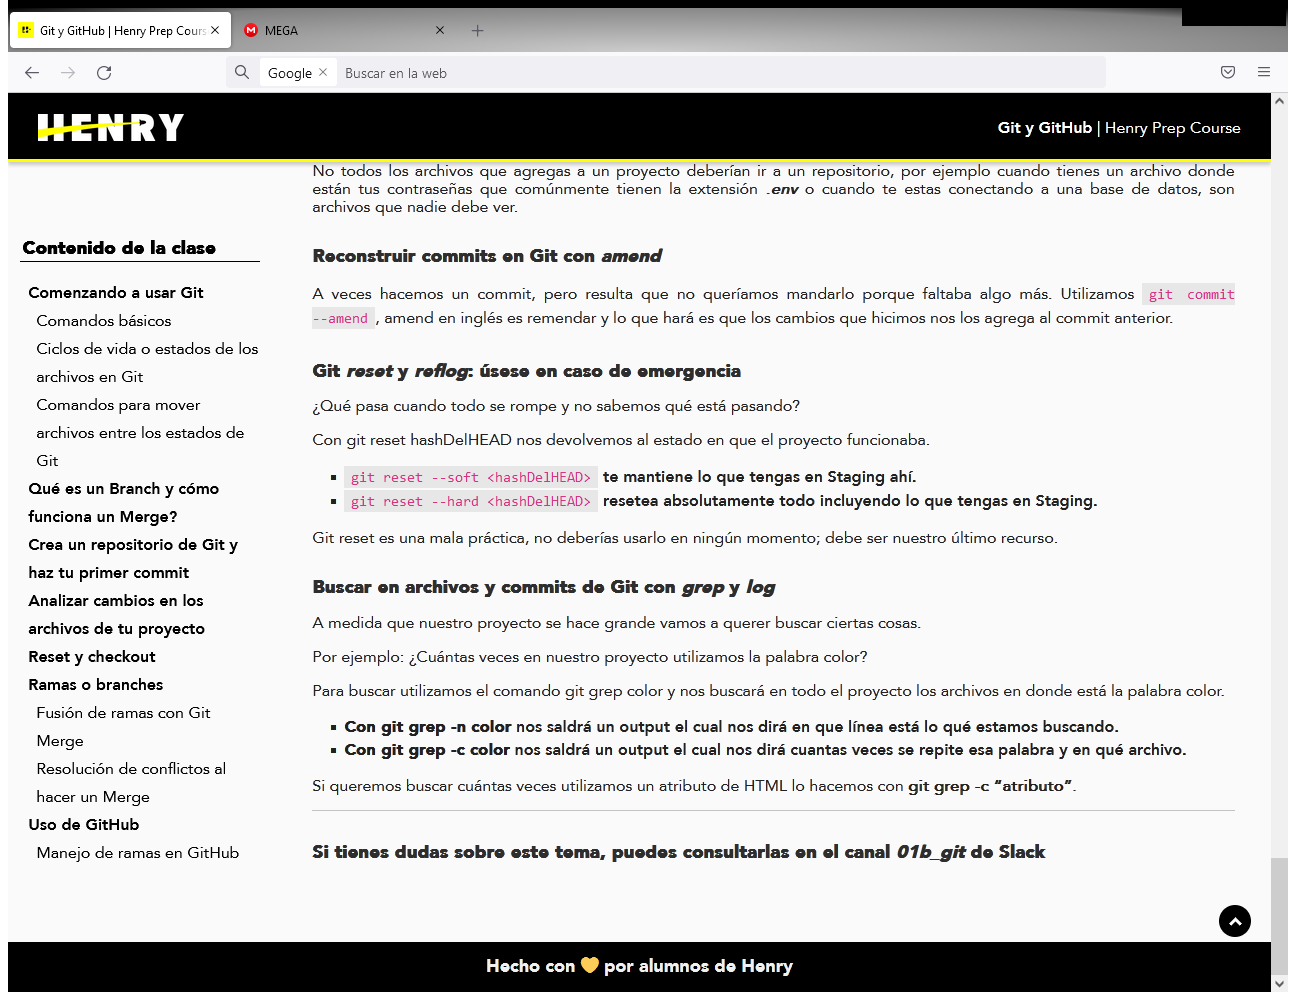 Git y GitHub | Henry Prep Cours
MEGA
Google
Buscar en la web
HENRY
Git y GitHub | Henry Prep Course
No todos los archivos que agregas a un proyecto deberían ir a un repositorio, por ejemplo cuando tienes un archivo donde
están tus contraseñas que comúnmente tienen la extensión .env o cuando te estas conectando a una base de datos, son
archivos que nadie debe ver.
Contenido de la clase
Comenzando a usar Git
Comandos básicos
Ciclos de vida o estados de los
archivos en Git
Comandos para mover
archivos entre los estados de
Git
Qué es un Branch y cómo
funciona un Merge?
Crea un repositorio de Git y
haz tu primer commit
Analizar cambios en los
archivos de tu proyecto
Reset y checkout
Ramas o branches
Fusión de ramas con Git
Merge
Resolución de conflictos al
hacer un Merge
Uso de GitHub
Manejo de ramas en GitHub
Reconstruir commits en Git con amend
A veces hacemos un commit, pero resulta que no queríamos mandarlo porque faltaba algo más. Utilizamos git commit
--amend , amend en inglés es remendar y lo que hará es que los cambios que hicimos nos los agrega al commit anterior.
Git reset y reflog: úsese en caso de emergencia
¿Qué pasa cuando todo se rompe y no sabemos qué está pasando?
Con git reset hashDelHEAD nos devolvemos al estado en que el proyecto funcionaba.
▪ git reset --soft <hashDelHEAD> te mantiene lo que tengas en Staging ahí.
▪ git reset --hard <hashDelHEAD> resetea absolutamente todo incluyendo lo que tengas en Staging.
Git reset es una mala práctica, no deberías usarlo en ningún momento; debe ser nuestro último recurso.
Buscar en archivos y commits de Git con grep y log
A medida que nuestro proyecto se hace grande vamos a querer buscar ciertas cosas.
Por ejemplo: ¿Cuántas veces en nuestro proyecto utilizamos la palabra color?
Para buscar utilizamos el comando git grep color y nos buscará en todo el proyecto los archivos en donde está la palabra color.
▪ Con git grep -n color nos saldrá un output el cual nos dirá en que línea está lo qué estamos buscando.
▪ Con git grep -c color nos saldrá un output el cual nos dirá cuantas veces se repite esa palabra y en qué archivo.
Si queremos buscar cuántas veces utilizamos un atributo de HTML lo hacemos con git grep -c “atributo”.
Si tienes dudas sobre este tema, puedes consultarlas en el canal 01b_git de Slack
Hecho con 💛 por alumnos de Henry